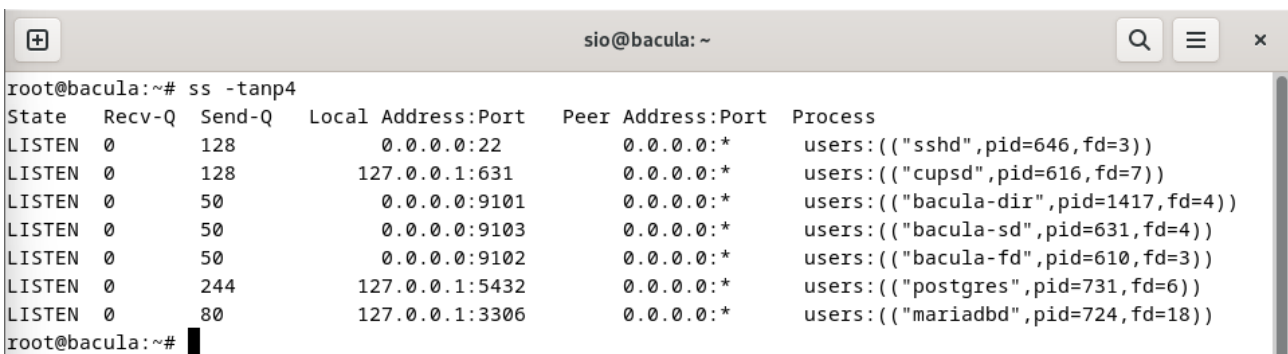 sio@bacula: ~
root@bacula:~# ss -tanp4
State Recv-Q Send-Q Local Address:Port Peer Address:Port Process
LISTEN 0 128 0.0.0.0:22 0.0.0.0:* users:(("sshd",pid=646,fd=3))
LISTEN 0 128 127.0.0.1:631 0.0.0.0:* users:(("cupsd",pid=616,fd=7))
LISTEN 0 50 0.0.0.0:9101 0.0.0.0:* users:(("bacula-dir",pid=1417,fd=4))
LISTEN 0 50 0.0.0.0:9103 0.0.0.0:* users:(("bacula-sd",pid=631,fd=4))
LISTEN 0 50 0.0.0.0:9102 0.0.0.0:* users:(("bacula-fd",pid=610,fd=3))
LISTEN 0 244 127.0.0.1:5432 0.0.0.0:* users:(("postgres",pid=731,fd=6))
LISTEN 0 80 127.0.0.1:3306 0.0.0.0:* users:(("mariadbd",pid=724,fd=18))
root@bacula:~#